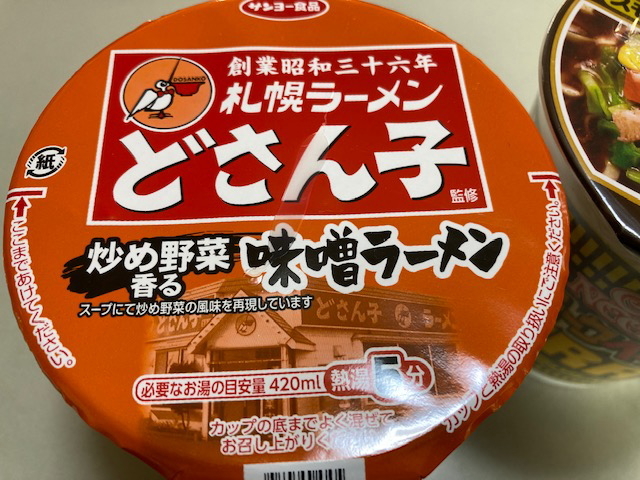 サンヨー食品
創業昭和三十六年
DOSANKO
札幌ラーメン
どさん子
監修
紙
炒め野菜
香る
味噌ラーメン
スープにて炒め野菜の風味を再現しています
ここまであけてください。
どさん子 ラーメン
必要なお湯の目安量 420ml
熱湯5分
カップの底までよく混ぜて
お召し上がりく
カップと熱湯の取り扱いにご注意ください。